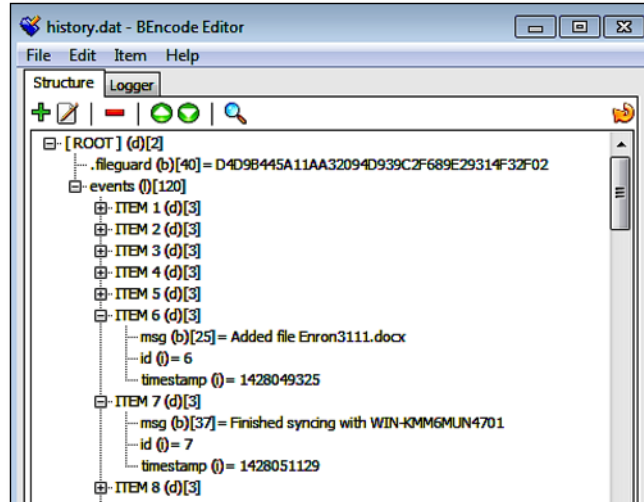 history.dat - BEncode Editor
File Edit Item Help
Structure Logger
[ROOT] (d)[2]
.fileguard (b)[40]= D4D9B445A11AA32094D939C2F689E29314F32F02
events (l)[120]
ITEM 1 (d)[3]
ITEM 2 (d)[3]
ITEM 3 (d)[3]
ITEM 4 (d)[3]
ITEM 5 (d)[3]
ITEM 6 (d)[3]
msg (b)[25]= Added file Enron3111.docx
id (i)= 6
timestamp (i)= 1428049325
ITEM 7 (d)[3]
msg (b)[37]= Finished syncing with WIN-KMM6MUN4701
id (i)= 7
timestamp (i)= 1428051129
ITEM 8 (d)[3]